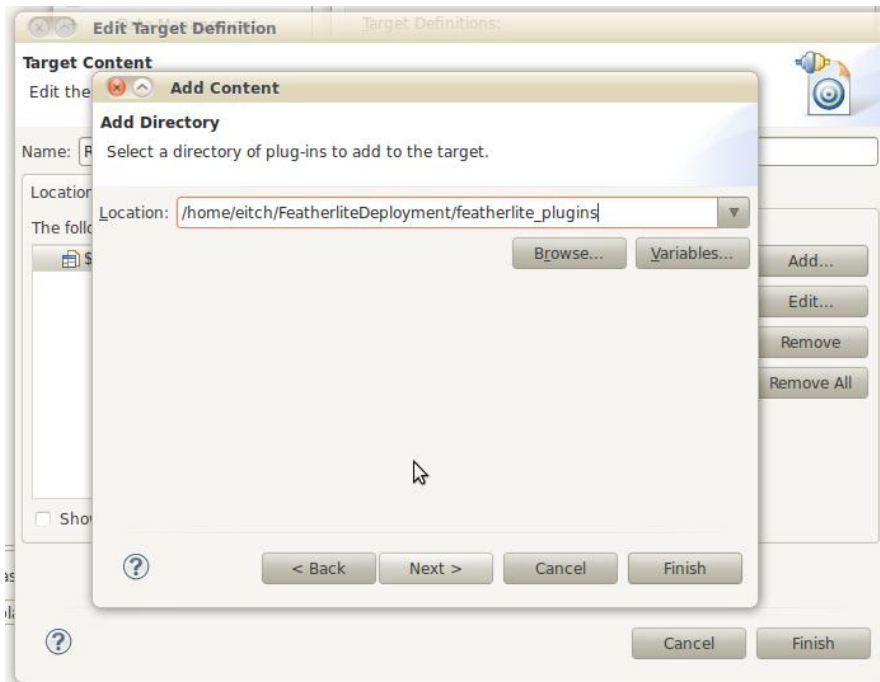 Target Definitions:
Edit Target Definition
Target Content
Edit the
Add Content
Add Directory
Select a directory of plug-ins to add to the target.
Name: R
Location
Location: /home/eitch/FeatherliteDeployment/featherlite_plugins
The follo
Browse... Variables...
$
Add...
Edit...
Remove
Remove All
Show
< Back Next > Cancel Finish
Cancel Finish